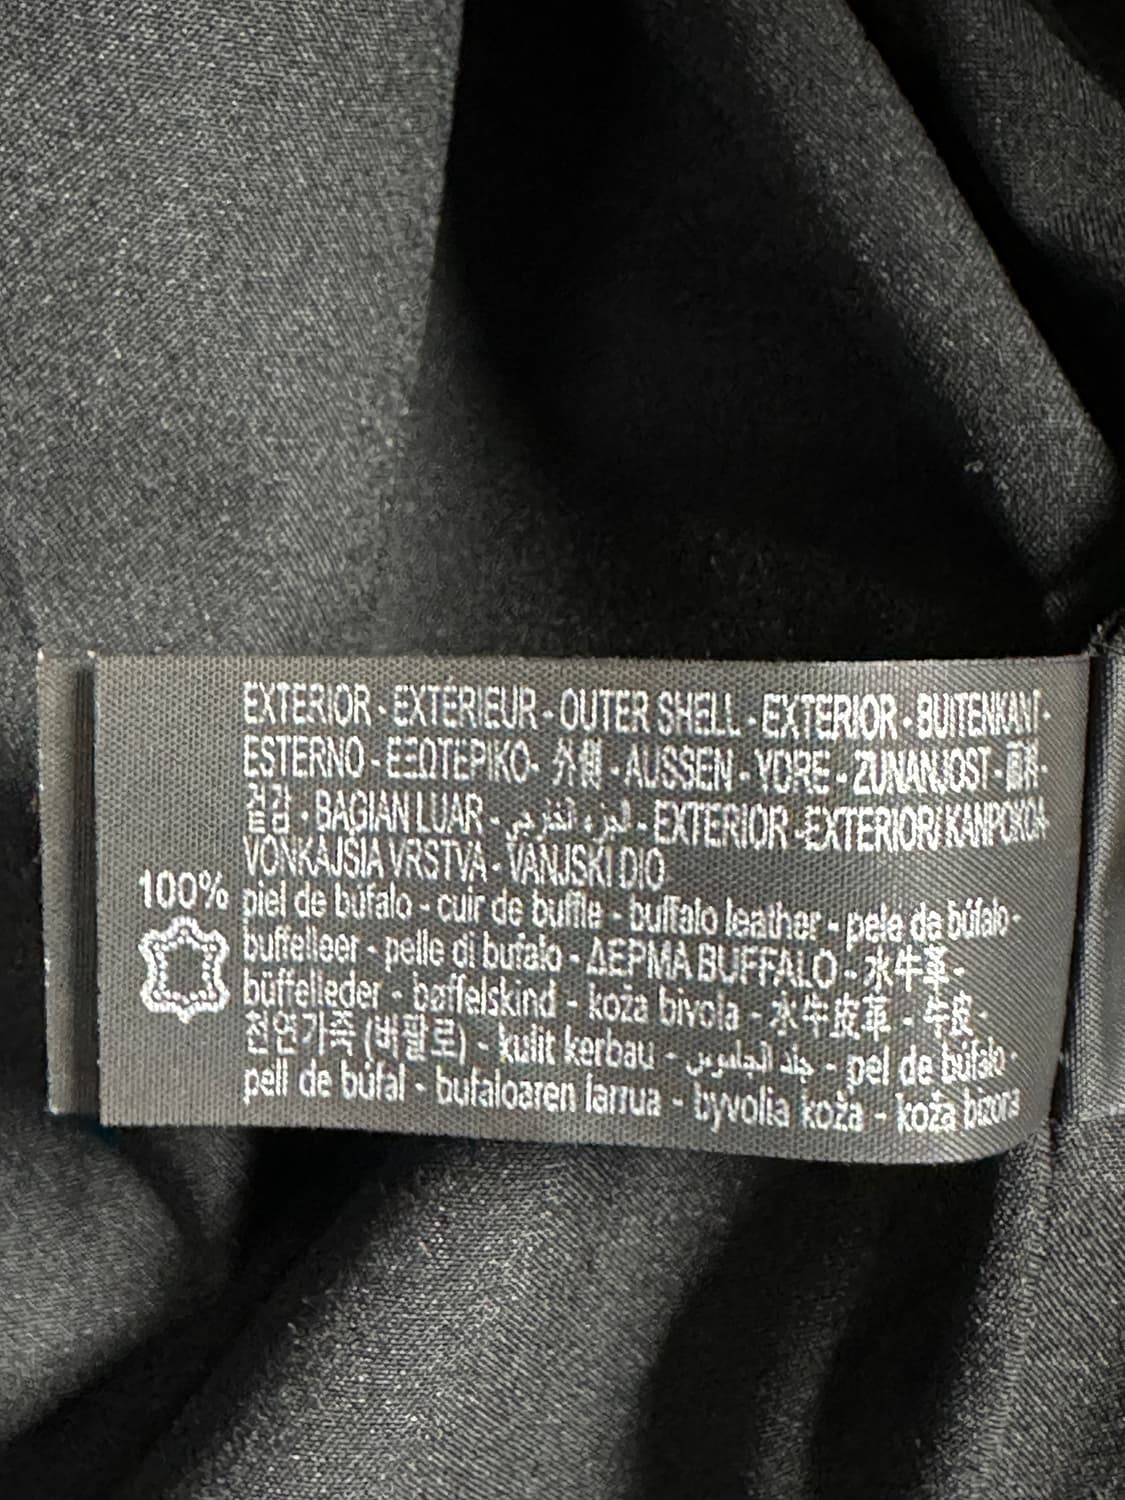 EXTERIOR - EXTÉRIEUR - OUTER SHELL - EXTERIOR - BUITENKANT -
ESTERNO - ΕΞΩΤΕΡΙΚΟ - 外側 - AUSSEN - YDRE - ZUNANJOST - 面料 -
겉감 - BAGIAN LUAR - الجزء الخارجي - EXTERIOR - EXTERIOR / KANPOKOA
VONKAJSIA VRSTVA - VANJSKI DIO
100% piel de búfalo - cuir de buffle - buffalo leather - pele de búfalo -
buffelleer - pelle di bufalo - ΔΕΡΜΑ BUFFALO - 水牛革 -
büffelleder - bøffelskind - koža bivola - 水牛皮革 - 牛皮 -
천연가죽 (버팔로) - kulit kerbau - جلد الجاموس - pel de búfalo -
pell de búfal - bufaloaren larrua - byvolia koža - koža bizona